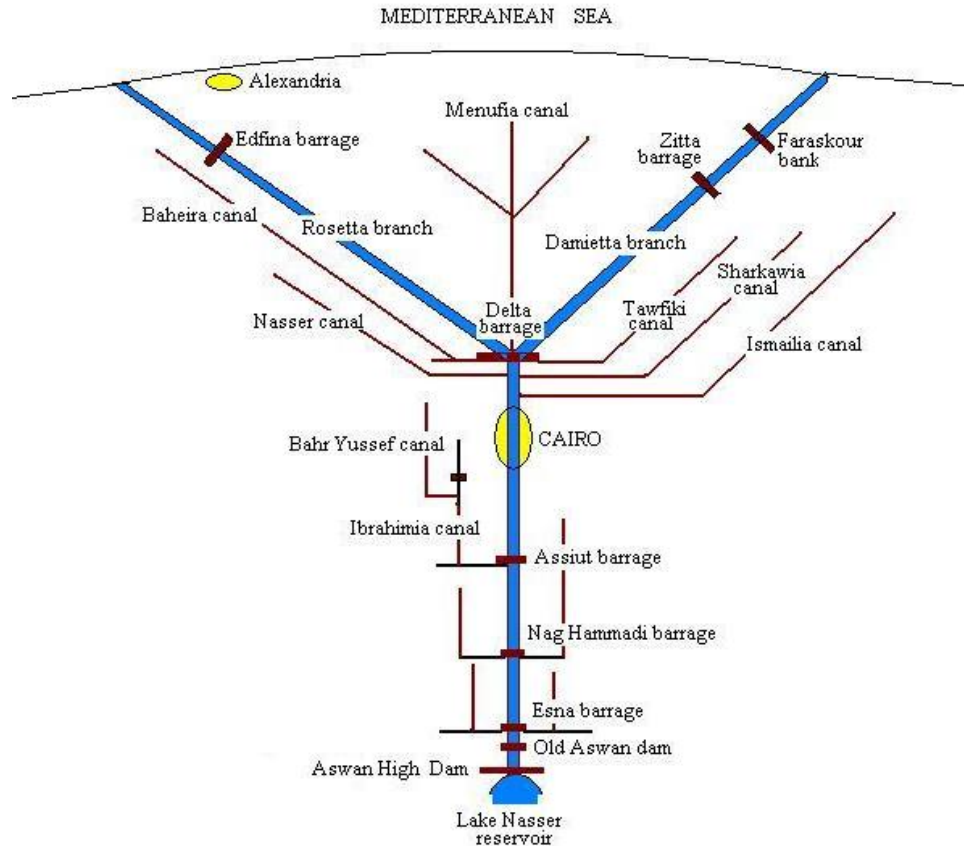 MEDITERRANEAN SEA
Alexandria
Menufia canal
Edfina barrage
Zitta
barrage
Faraskour
bank
Baheira canal
Rosetta branch
Damietta branch
Sharkawia
canal
Nasser canal
Delta
barrage
Tawfiki
canal
Ismailia canal
Bahr Yussef canal
CAIRO
Ibrahimia canal
Assiut barrage
Nag Hammadi barrage
Esna barrage
Old Aswan dam
Aswan High Dam
Lake Nasser
reservoir